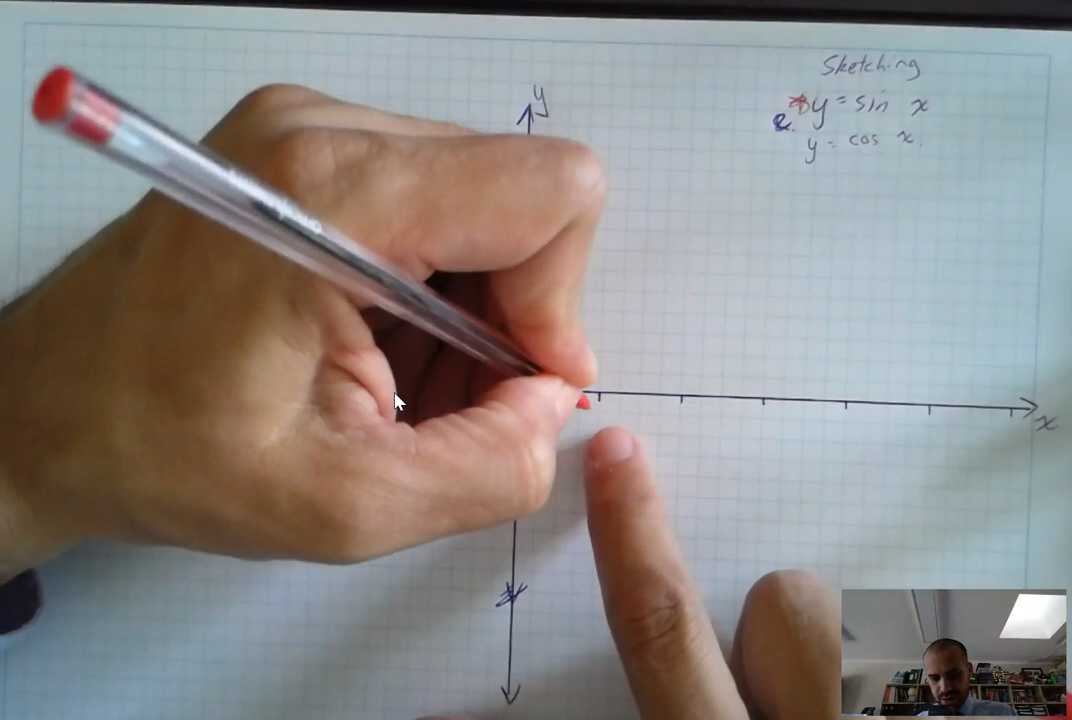 Sketching
y = sin x
&. y = cos x.
y
x